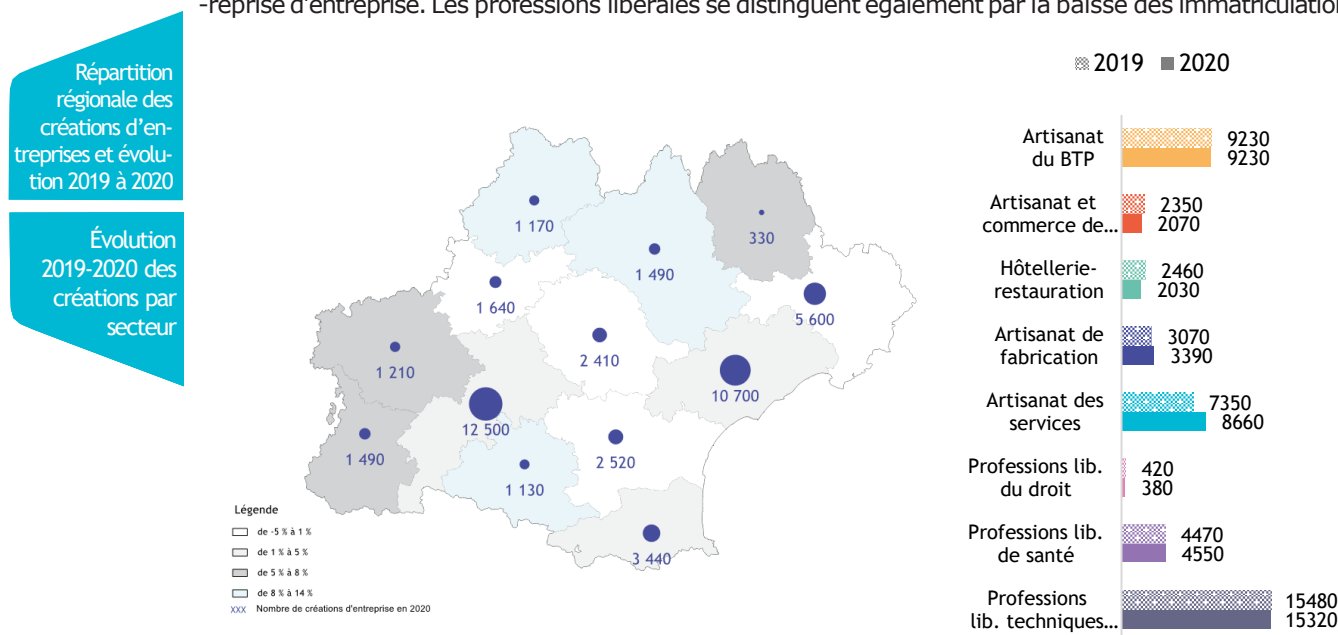 -reprise d'entreprise. Les professions libérales se distinguent également par la baisse des immatriculation
Répartition
régionale des
créations d'en-
treprises et évolu-
tion 2019 à 2020
Évolution
2019-2020 des
créations par
secteur
1 170
1 490
330
1 640
5 600
2 410
1 210
10 700
12 500
1 490
2 520
1 130
3 440
Légende
de -5 % à 1 %
de 1 % à 5 %
de 5 % à 8 %
de 8 % à 14 %
XXX Nombre de créations d'entreprise en 2020
2019 2020
Artisanat
du BTP
9230
9230
Artisanat et
commerce de...
2350
2070
Hôtellerie-
restauration
2460
2030
Artisanat de
fabrication
3070
3390
Artisanat des
services
7350
8660
Professions lib.
du droit
420
380
Professions lib.
de santé
4470
4550
Professions
lib. techniques...
15480
15320